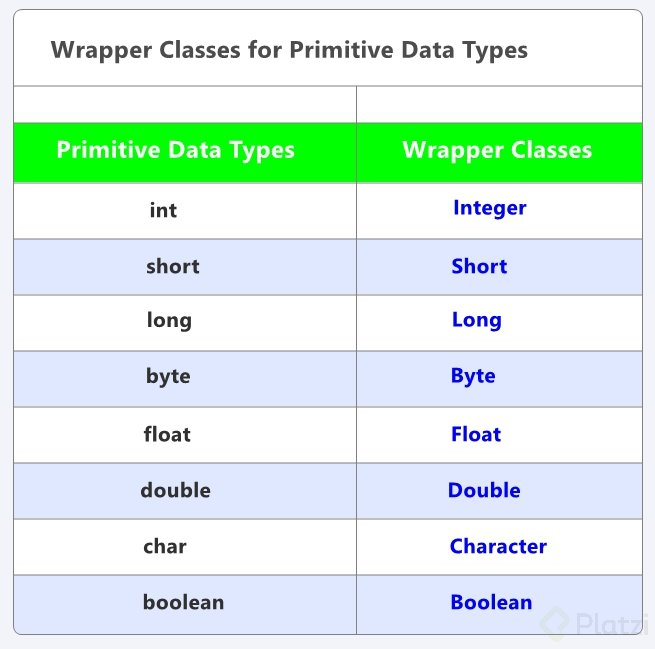 Wrapper Classes for Primitive Data Types
Primitive Data Types Wrapper Classes
int Integer
short Short
long Long
byte Byte
float Float
double Double
char Character
boolean Boolean
Platzi